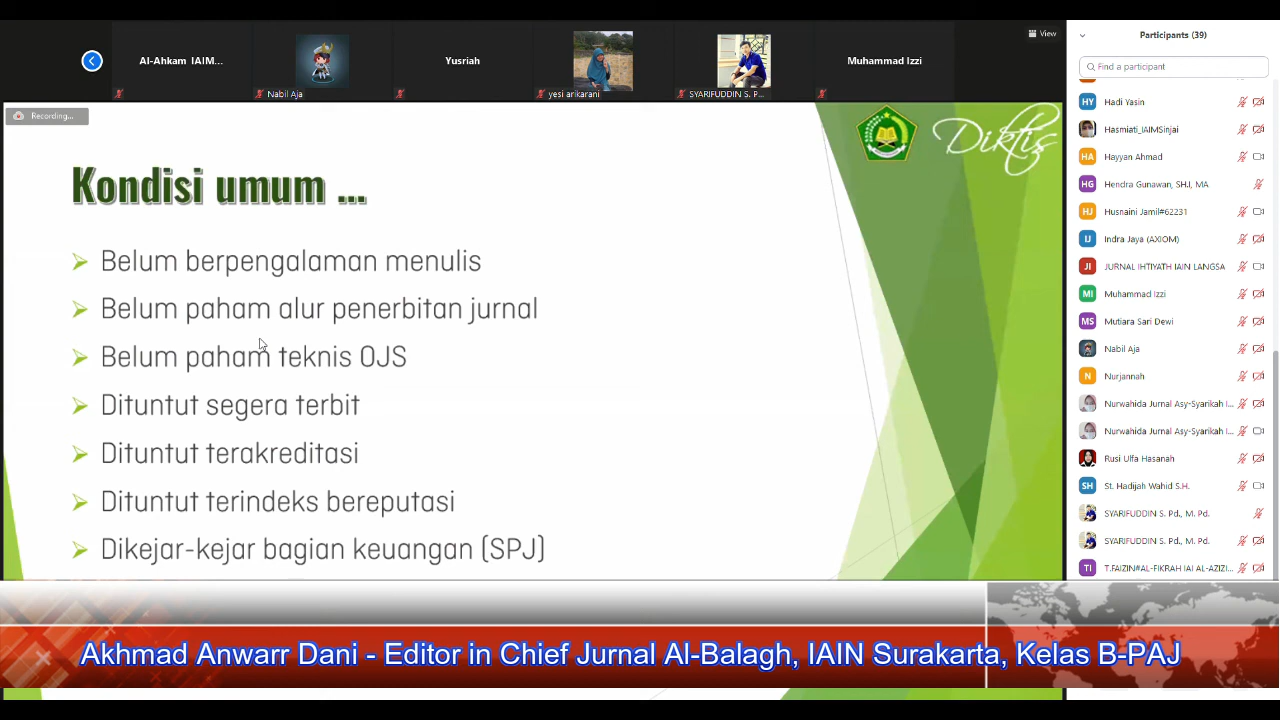 View
Participants (39)
Find a participant
Al-Ahkam IAIM...
Nabil Aja
Yusriah
yesi arikarani
SYARIFUDDIN S. P...
Muhammad Izzi
Recording...
Diktis
Kondisi umum ...
Belum berpengalaman menulis
Belum paham alur penerbitan jurnal
Belum paham teknis OJS
Dituntut segera terbit
Dituntut terakreditasi
Dituntut terindeks bereputasi
Dikejar-kejar bagian keuangan (SPJ)
HY Hadi Yasin
Hasmiati_IAIMSinjai
HA Hayyan Ahmad
HG Hendra Gunawan, SH.I, MA
HJ Husnaini Jamil#62231
IJ Indra Jaya (AXIOM)
JI JURNAL IHTIYATH IAIN LANGSA
MI Muhammad Izzi
MS Mutiara Sari Dewi
Nabil Aja
N Nurjannah
Nurwahida Jurnal Asy-Syarikah I...
Nurwahida Jurnal Asy-Syarikah I...
Rusi Ulfa Hasanah
SH St. Hadijah Wahid S.H.
SYARIFUDDIN S. Pd., M. Pd.
SYARIFUDDIN S. Pd., M. Pd.
TI T.FAIZIN#AL-FIKRAH IAI AL-AZIZI...
Akhmad Anwarr Dani - Editor in Chief Jurnal Al-Balagh, IAIN Surakarta, Kelas B-PAJ